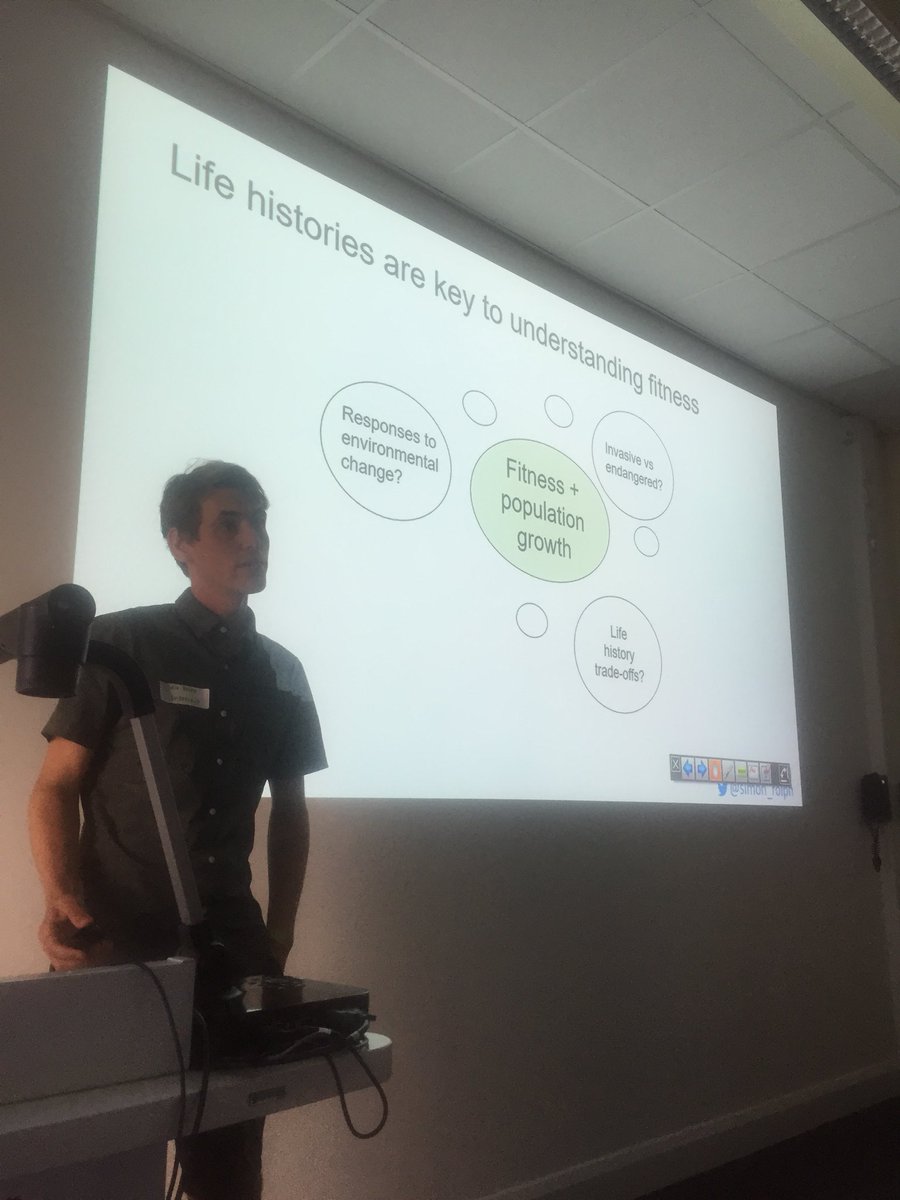 Life histories are key to understanding fitness
Responses to
environmental
change?
Fitness +
population
growth
Invasive vs
endangered?
Life
history
trade-offs?
@simon_rolph